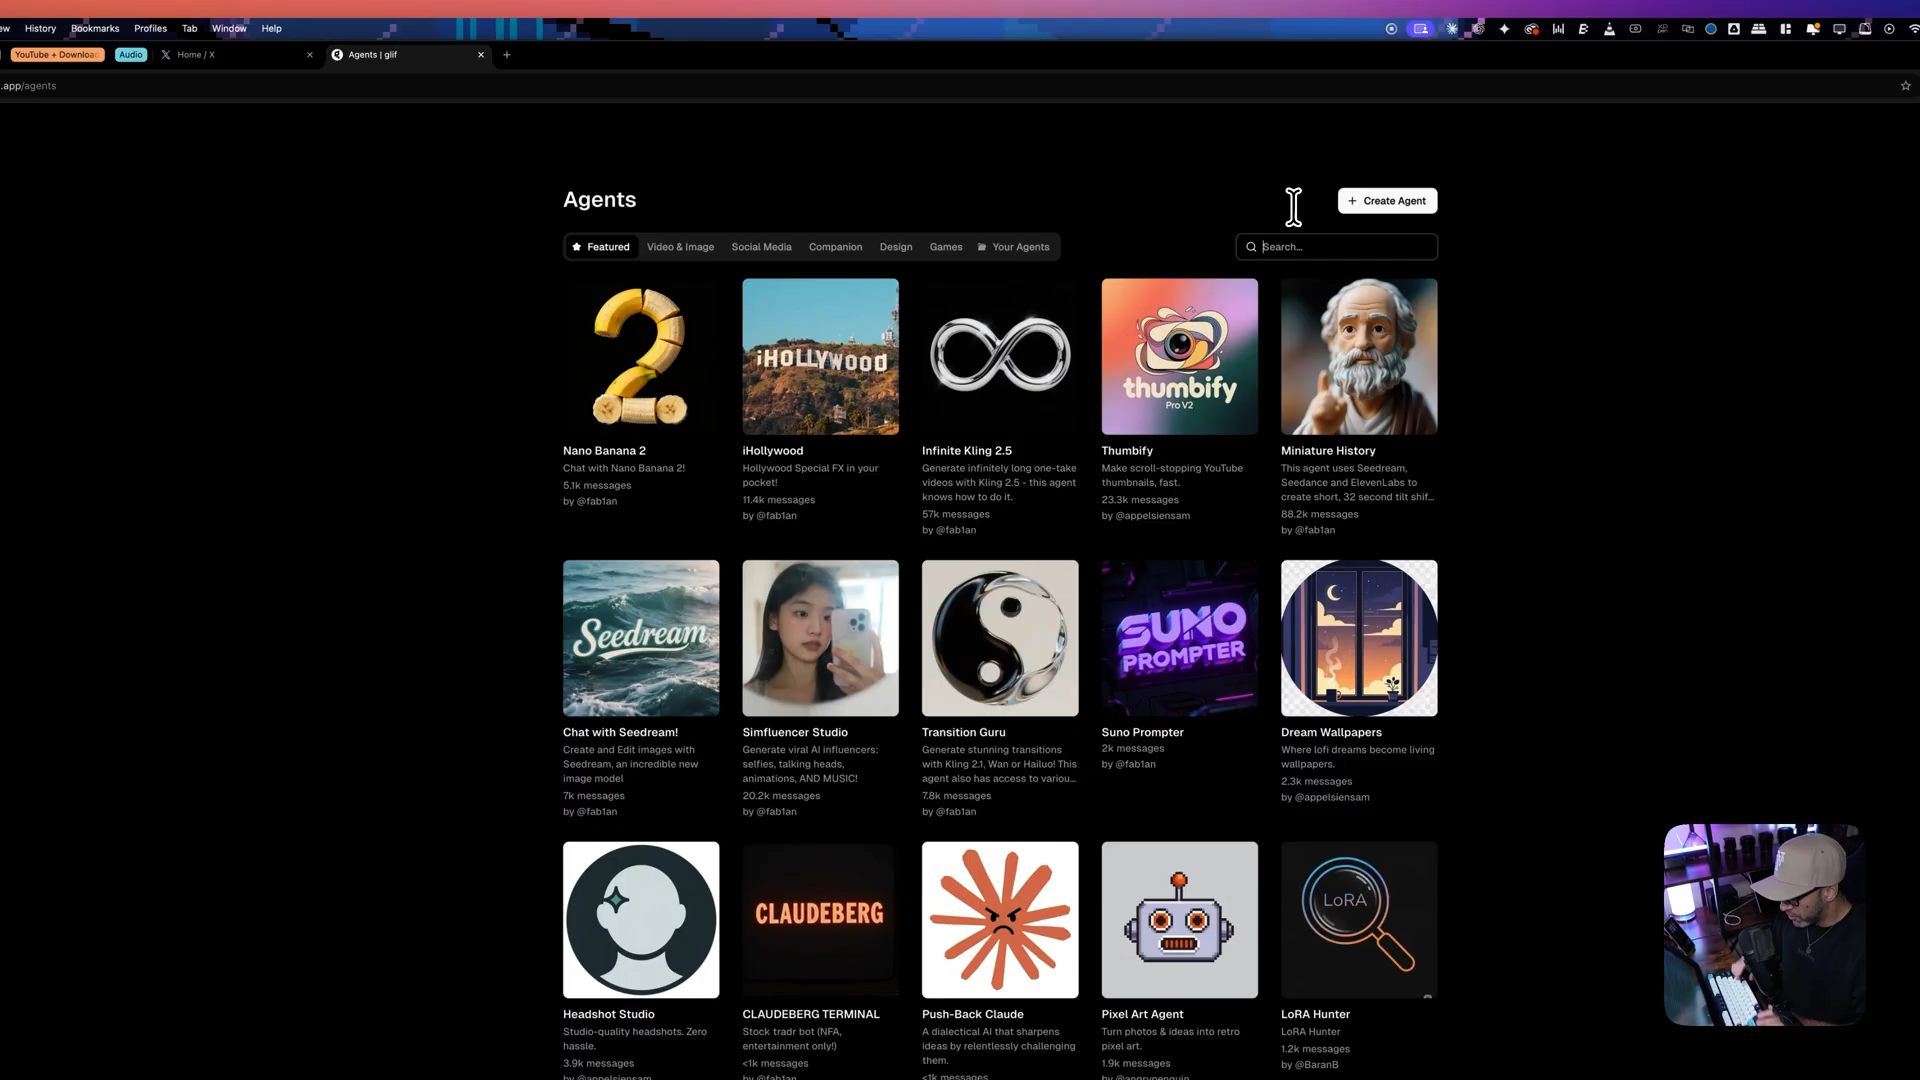 History
Bookmarks
Profiles
Tab
Window
Help
YouTube + Downloa
Audio
Home / X
Agents | glif
.app/agents
Agents
+ Create Agent
Featured
Video & Image
Social Media
Companion
Design
Games
Your Agents
Search...
2
iHOLLYWOOD
thumbify
Pro V2
Nano Banana 2
Chat with Nano Banana 2!
5.1k messages
by @fab1an
iHollywood
Hollywood Special FX in your
pocket!
11.4k messages
by @fab1an
Infinite Kling 2.5
Generate infinitely long one-take
videos with Kling 2.5 - this agent
knows how to do it.
57k messages
by @fab1an
Thumbify
Make scroll-stopping YouTube
thumbnails, fast.
23.3k messages
by @appelsiensam
Miniature History
This agent uses Seedream,
Seedance and ElevenLabs to
create short, 32 second tilt shif...
88.2k messages
by @fab1an
Seedream
SUNO
PROMPTER
Chat with Seedream!
Create and Edit images with
Seedream, an incredible new
image model
7k messages
by @fab1an
Simfluencer Studio
Generate viral AI influencers:
selfies, talking heads,
animations, AND MUSIC!
20.2k messages
by @fab1an
Transition Guru
Generate stunning transitions
with Kling 2.1, Wan or Hailuo! This
agent also has access to variou...
7.8k messages
by @fab1an
Suno Prompter
2k messages
by @fab1an
Dream Wallpapers
Where lofi dreams become living
wallpapers.
2.3k messages
by @appelsiensam
CLAUDEBERG
LoRA
Headshot Studio
Studio-quality headshots. Zero
hassle.
3.9k messages
by @appelsiensam
CLAUDEBERG TERMINAL
Stock tradr bot (NFA,
entertainment only!)
<1k messages
by @fab1an
Push-Back Claude
A dialectical AI that sharpens
ideas by relentlessly challenging
them.
<1k messages
Pixel Art Agent
Turn photos & ideas into retro
pixel art.
1.9k messages
by @angrypenguin
LoRA Hunter
LoRA Hunter
1.2k messages
by @BaranB